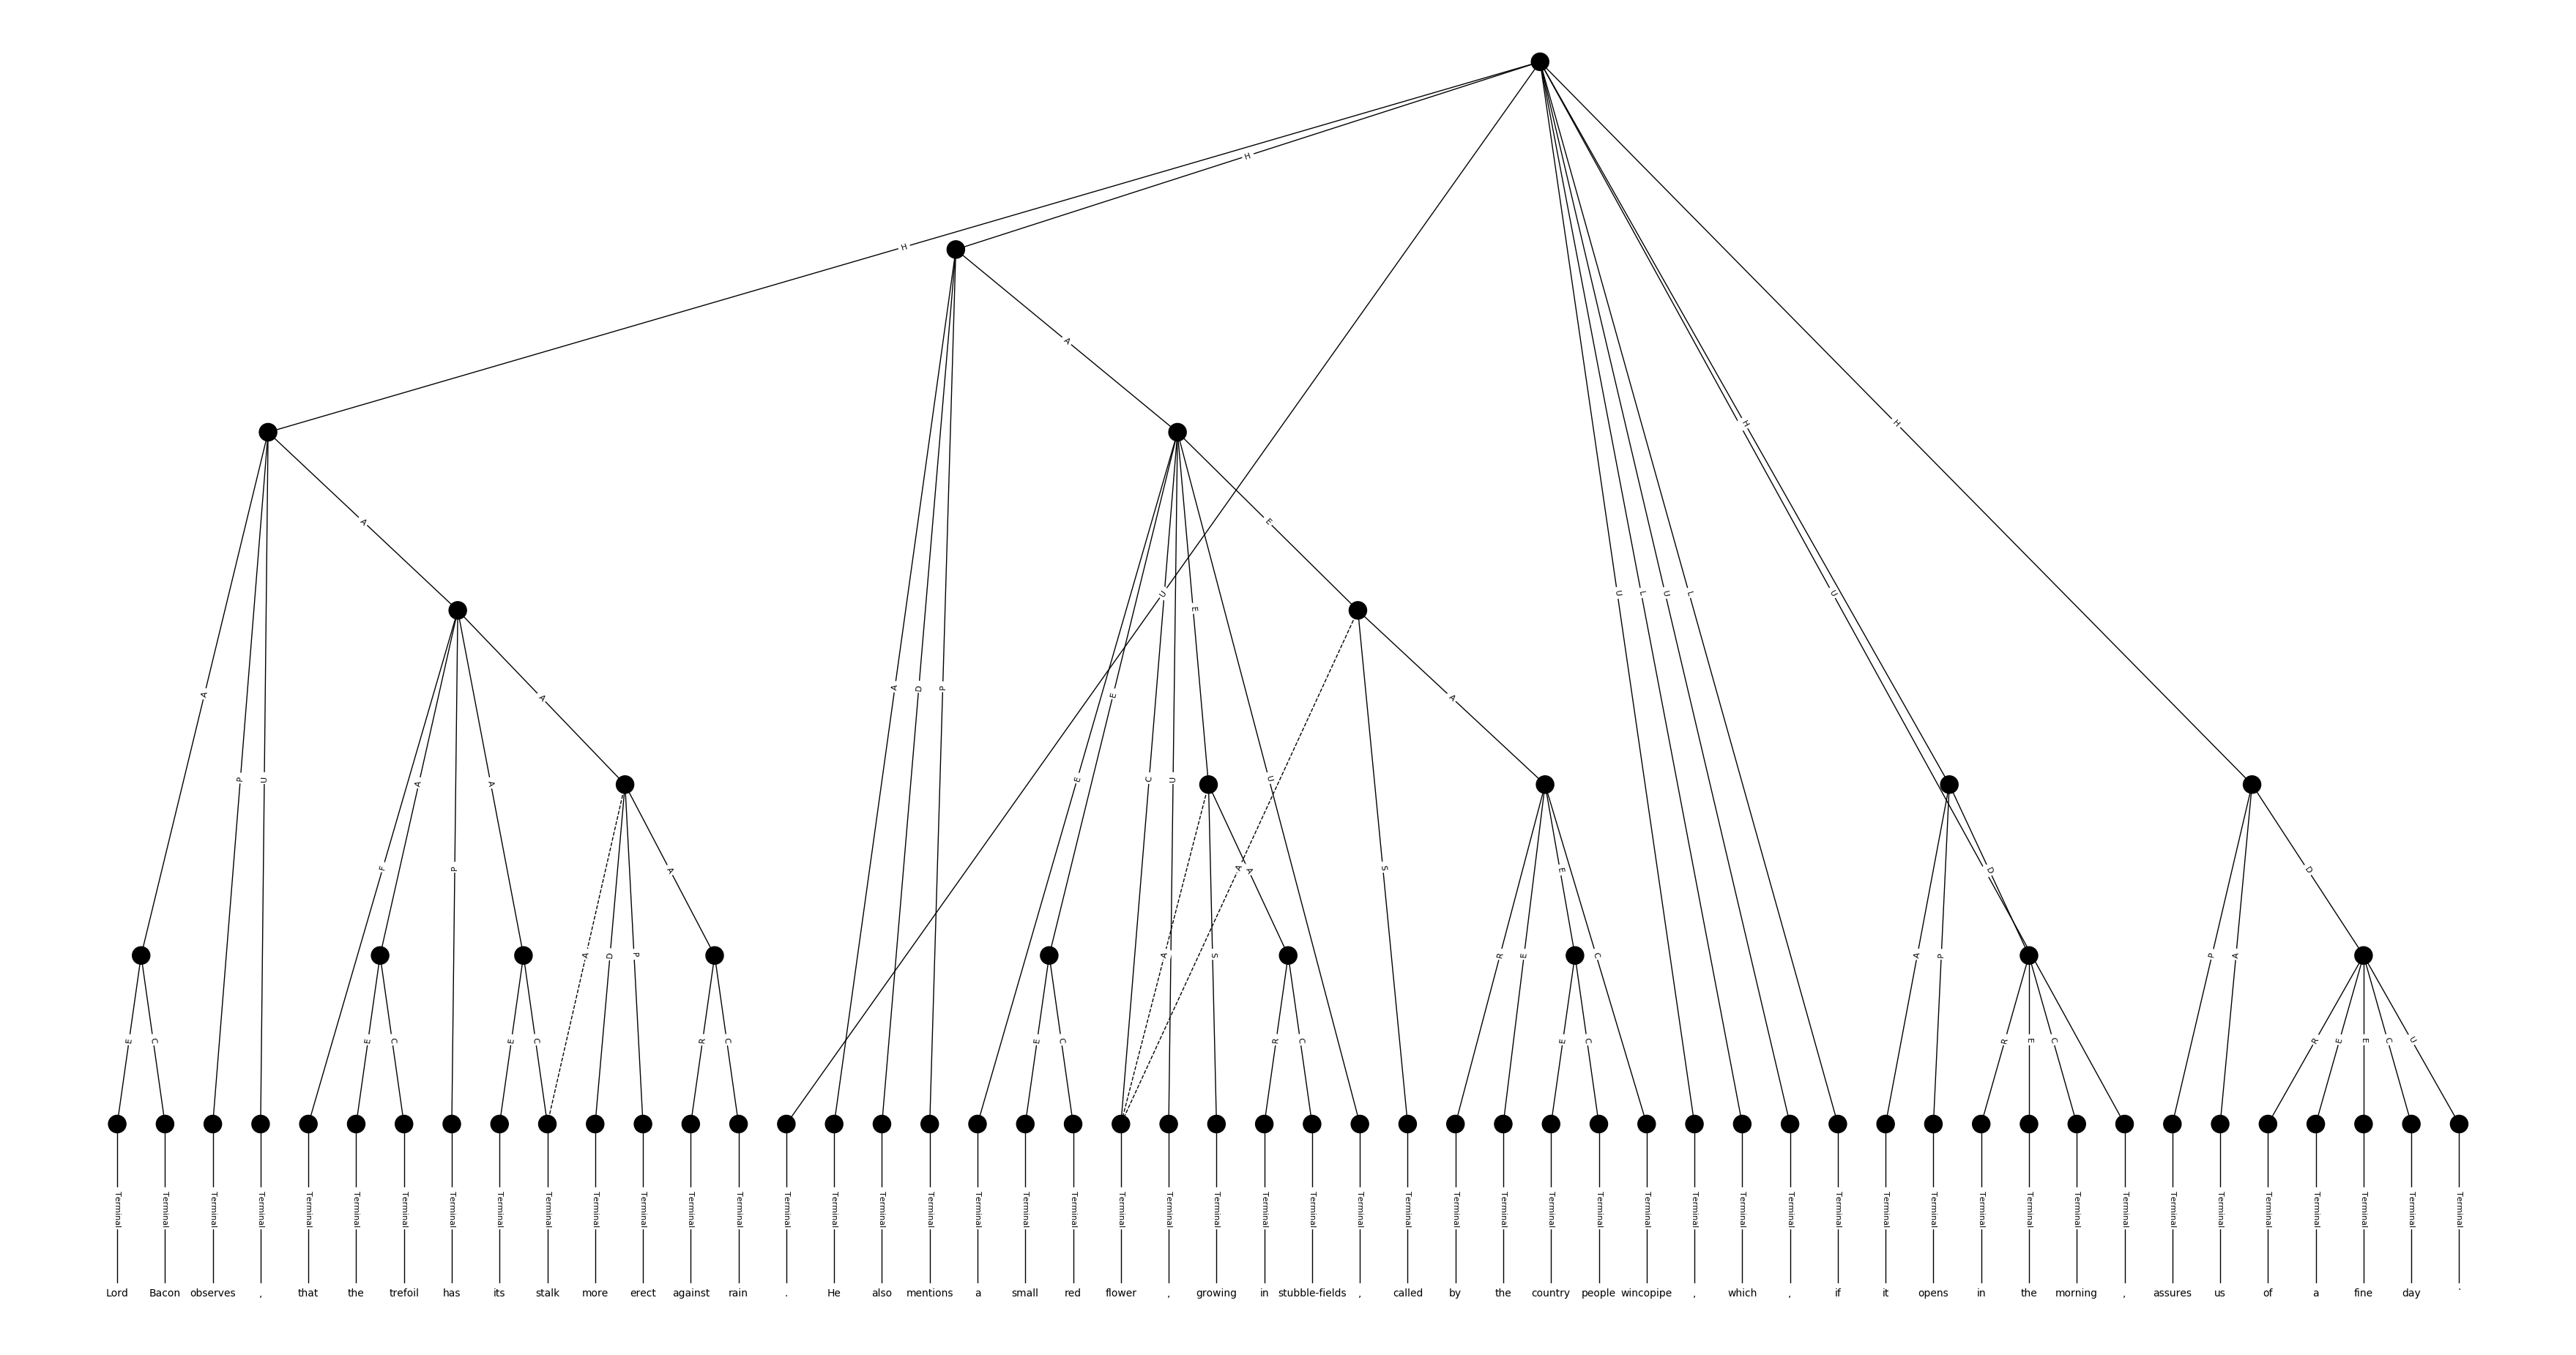 H
H
A
A
U
E
U
L
U
L
H
U
H
A
P
U
A
A
D
P
E
E
C
U
E
U
A
F
A
P
A
A
D
P
A
A
S
A
A
S
R
E
E
C
A
P
D
P
A
D
E
C
E
C
E
C
R
C
E
C
R
C
E
C
R
E
C
R
E
E
C
U
Terminal Terminal Terminal Terminal Terminal Terminal Terminal Terminal Terminal Terminal Terminal Terminal Terminal Terminal Terminal Terminal Terminal Terminal Terminal Terminal Terminal Terminal Terminal Terminal Terminal Terminal Terminal Terminal Terminal Terminal Terminal Terminal Terminal Terminal Terminal Terminal Terminal Terminal Terminal Terminal Terminal Terminal Terminal Terminal Terminal Terminal Terminal Terminal Terminal Terminal
Lord Bacon observes , that the trefoil has its stalk more erect against rain . He also mentions a small red flower , growing in stubble-fields , called by the country people wincopipe , which , if it opens in the morning , assures us of a fine day .